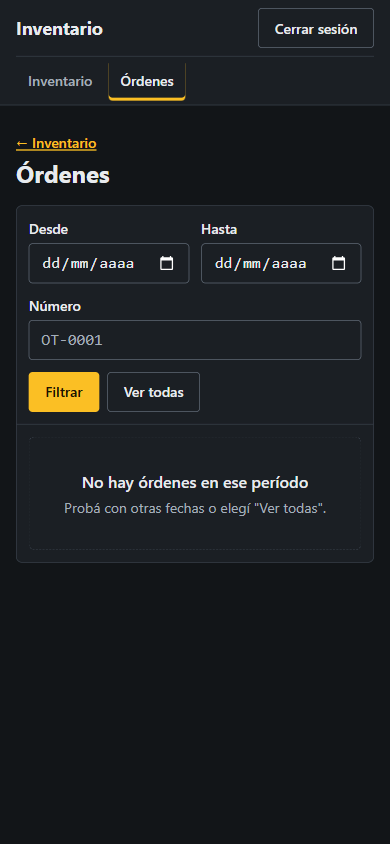 Inventario
Cerrar sesión
Inventario
Órdenes
← Inventario
Órdenes
Desde
Hasta
dd/mm/aaaa
dd/mm/aaaa
Número
OT-0001
Filtrar
Ver todas
No hay órdenes en ese período
Probá con otras fechas o elegí "Ver todas".